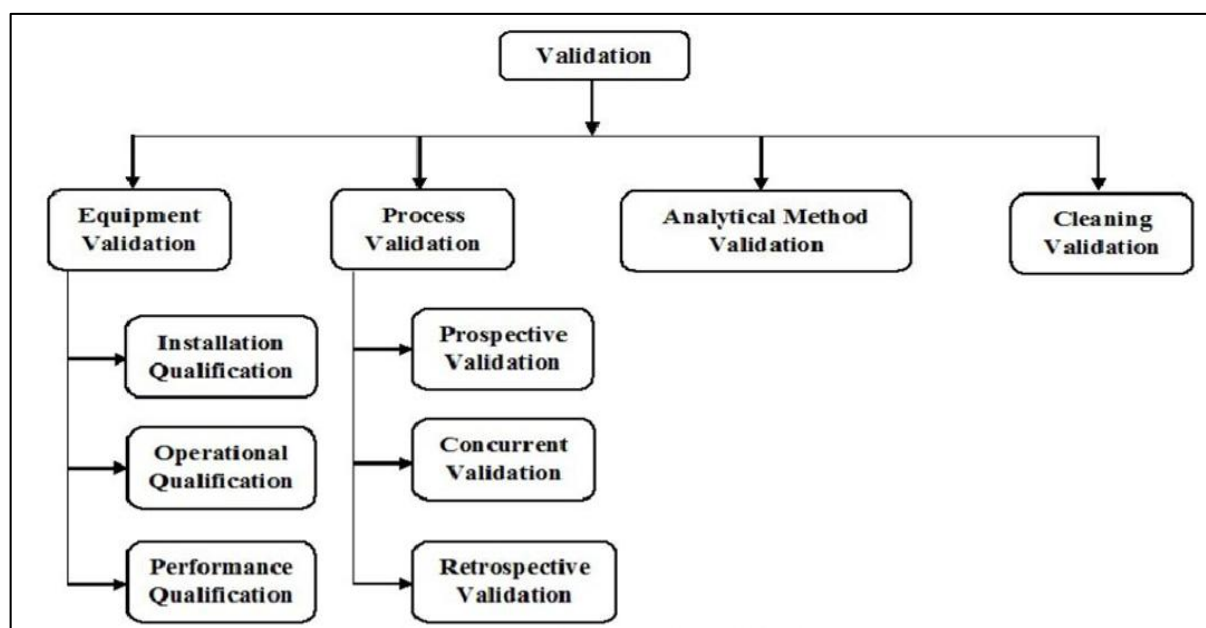 Validation
Equipment
Validation
Process
Validation
Analytical Method
Validation
Cleaning
Validation
Installation
Qualification
Operational
Qualification
Performance
Qualification
Prospective
Validation
Concurrent
Validation
Retrospective
Validation